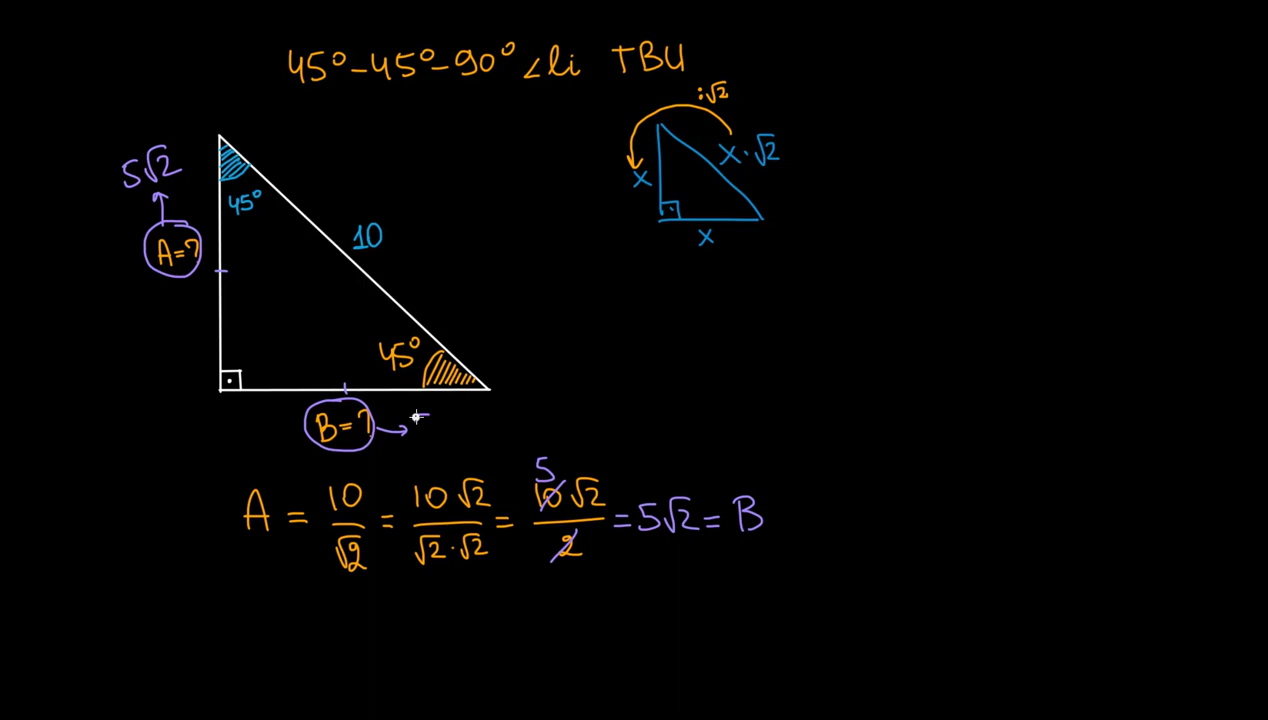 45°-45°-90° ∠li TBU
:√2
5√2
x·√2
x
45°
x
10
A=?
45°
B=?
A = 10/√2 = 10√2/√2·√2 = 10√2/2 = 5√2 = B
5